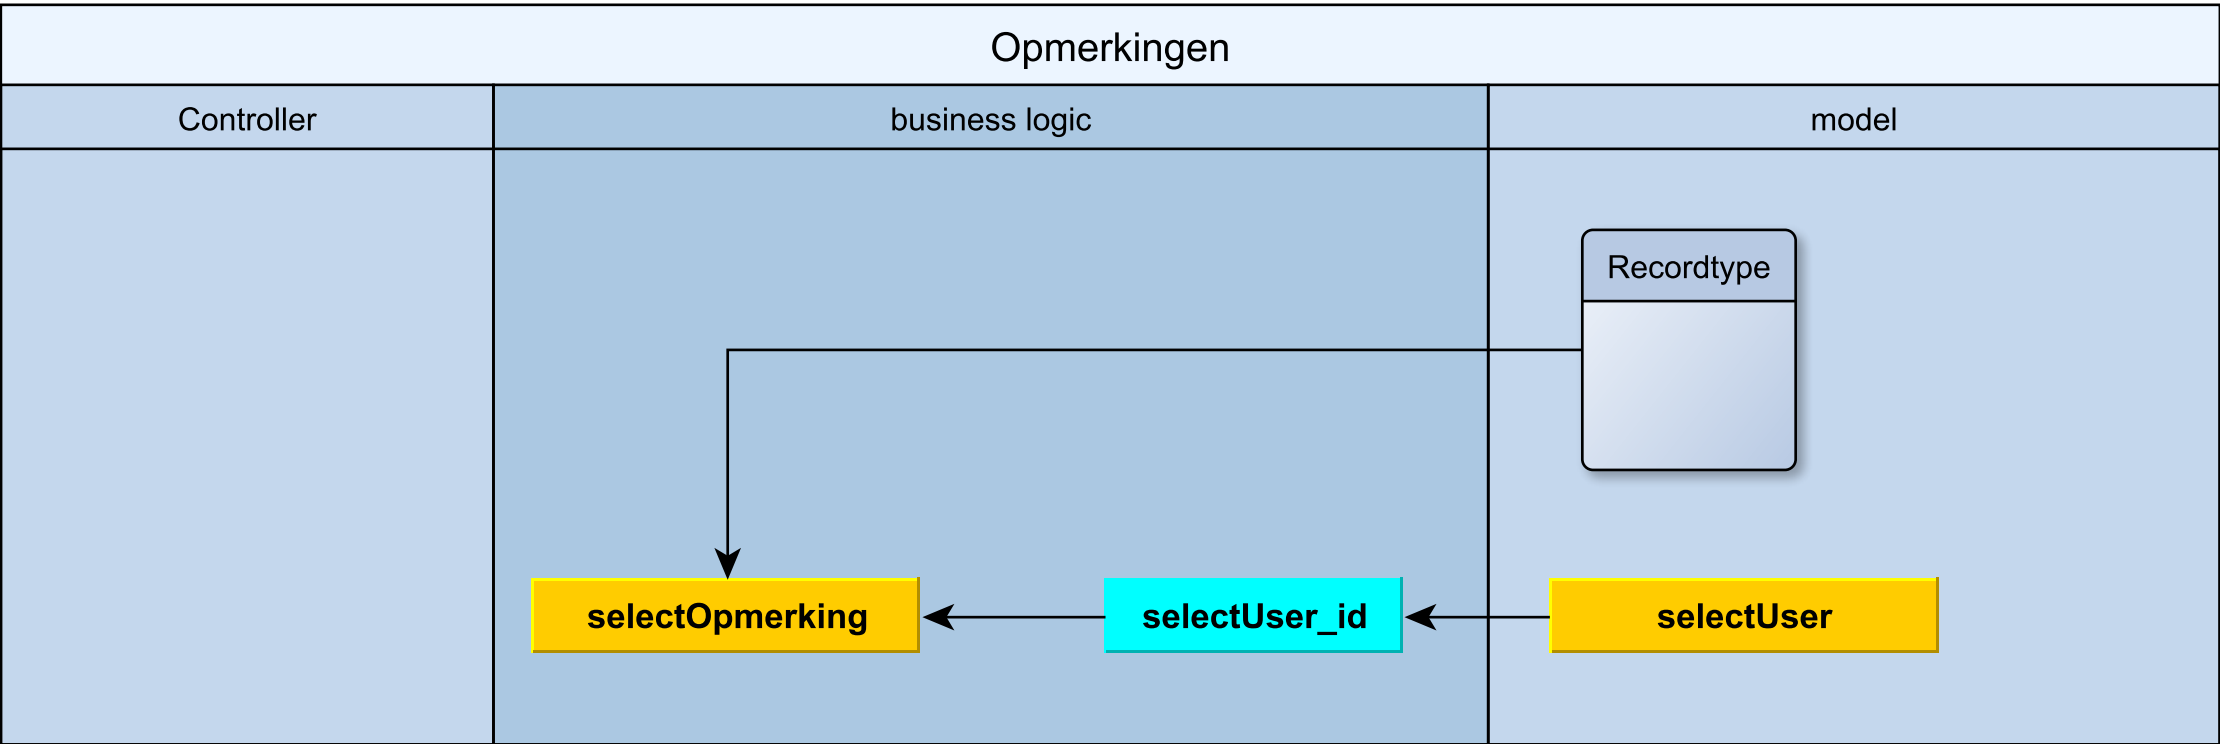 Opmerkingen
Controller
business logic
model
Recordtype
selectOpmerking
selectUser_id
selectUser